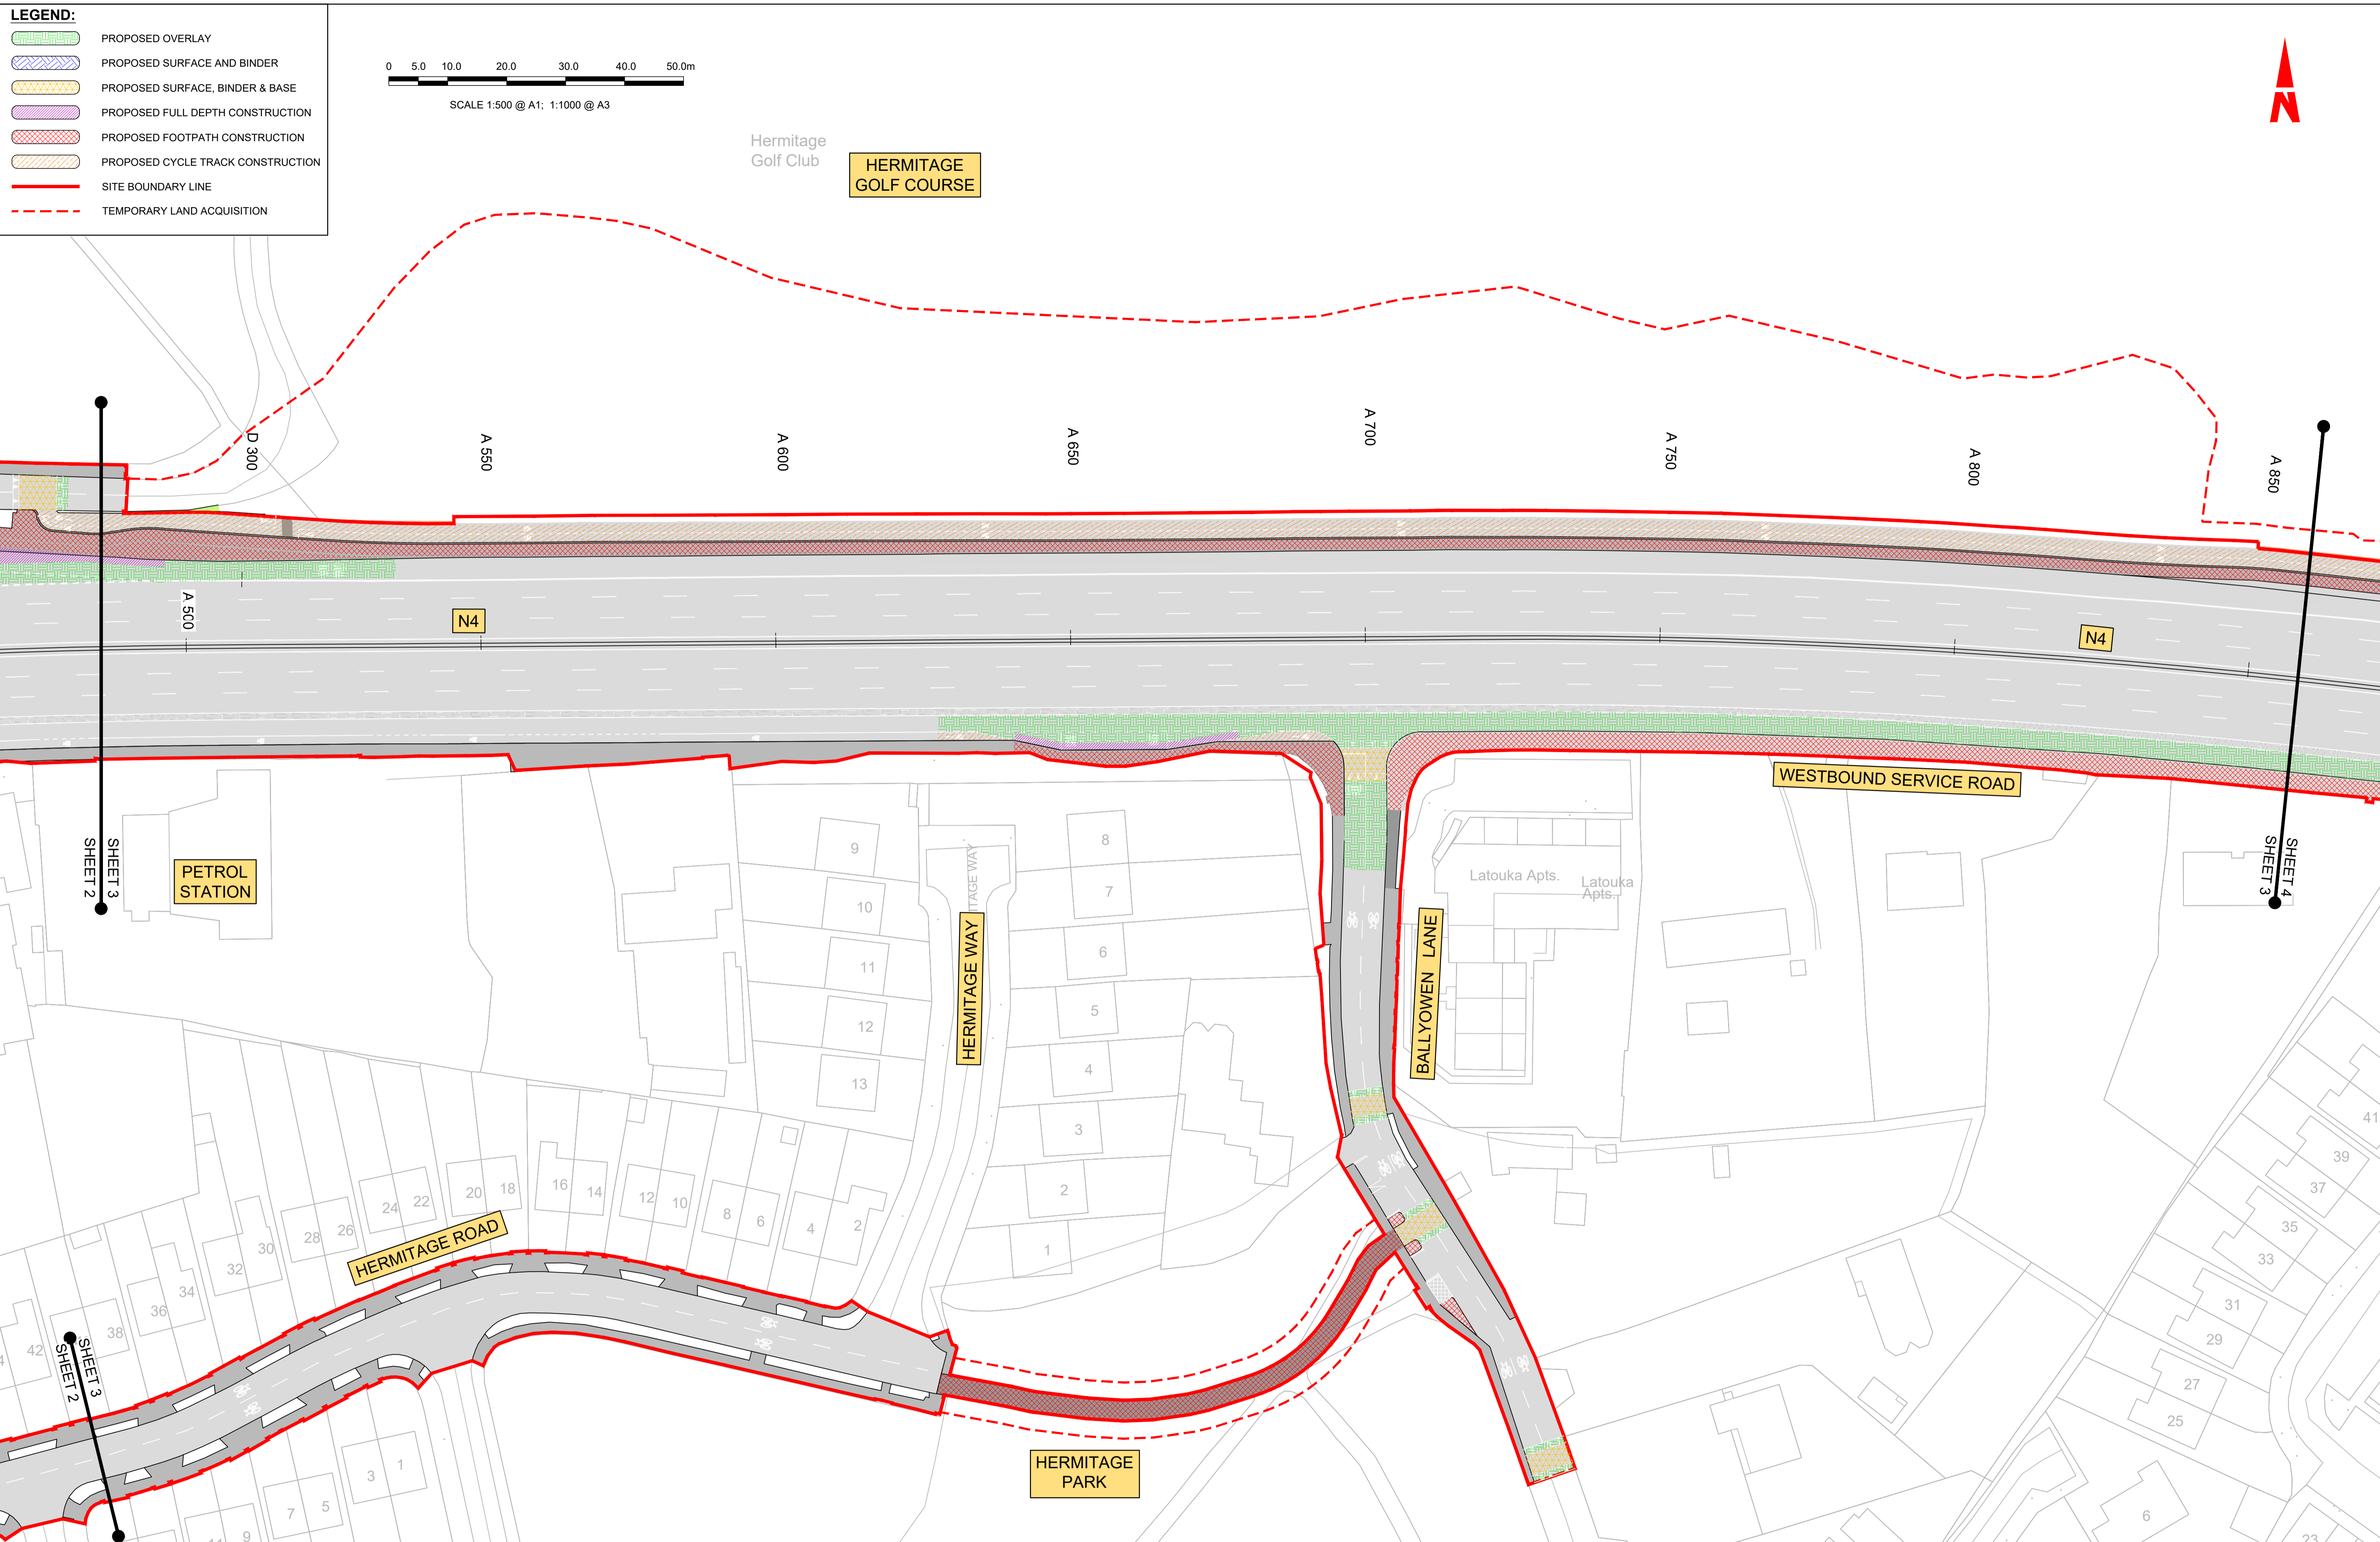 LEGEND:
PROPOSED OVERLAY
PROPOSED SURFACE AND BINDER
PROPOSED SURFACE, BINDER & BASE
PROPOSED FULL DEPTH CONSTRUCTION
PROPOSED FOOTPATH CONSTRUCTION
PROPOSED CYCLE TRACK CONSTRUCTION
SITE BOUNDARY LINE
TEMPORARY LAND ACQUISITION
0 5.0 10.0 20.0 30.0 40.0 50.0m
SCALE 1:500 @ A1; 1:1000 @ A3
N
Hermitage
Golf Club
HERMITAGE
GOLF COURSE
D 300
A 550
A 600
A 650
A 700
A 750
A 800
A 850
A 500
N4
N4
WESTBOUND SERVICE ROAD
SHEET 3
SHEET 2
PETROL
STATION
SHEET 4
SHEET 3
9
10
11
12
13
ITAGE WAY
HERMITAGE WAY
8
7
6
5
4
3
2
1
BALLYOWEN LANE
Latouka Apts.
Latouka
Apts.
HERMITAGE ROAD
42
38
36
34
32
30
28
26
24
22
20
18
16
14
12
10
8
6
4
2
SHEET 3
SHEET 2
11
9
7
5
3
1
HERMITAGE
PARK
41
39
37
35
33
31
29
27
25
6
23